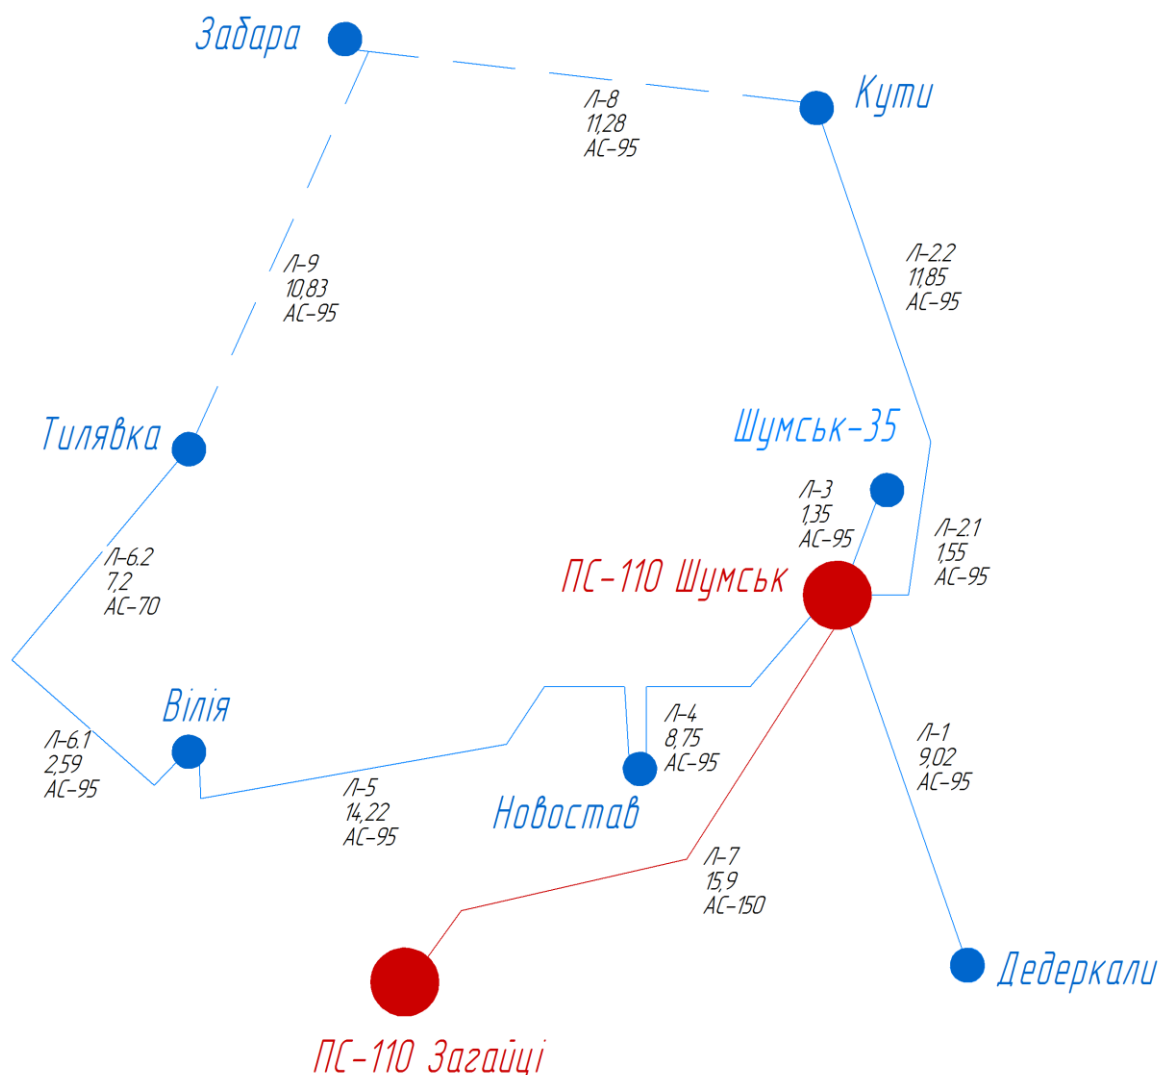 Забара
Кути
Л-8
11,28
АС-95
Л-2.2
11,85
АС-95
Л-9
10,83
АС-95
Тилявка
Шумськ-35
Л-3
1,35
АС-95
Л-2.1
1,55
АС-95
ПС-110 Шумськ
Л-6.2
7,2
АС-70
Вілія
Л-6.1
2,59
АС-95
Л-4
8,75
АС-95
Л-1
9,02
АС-95
Л-5
14,22
АС-95
Новостав
Л-7
15,9
АС-150
Дедеркали
ПС-110 Загайці